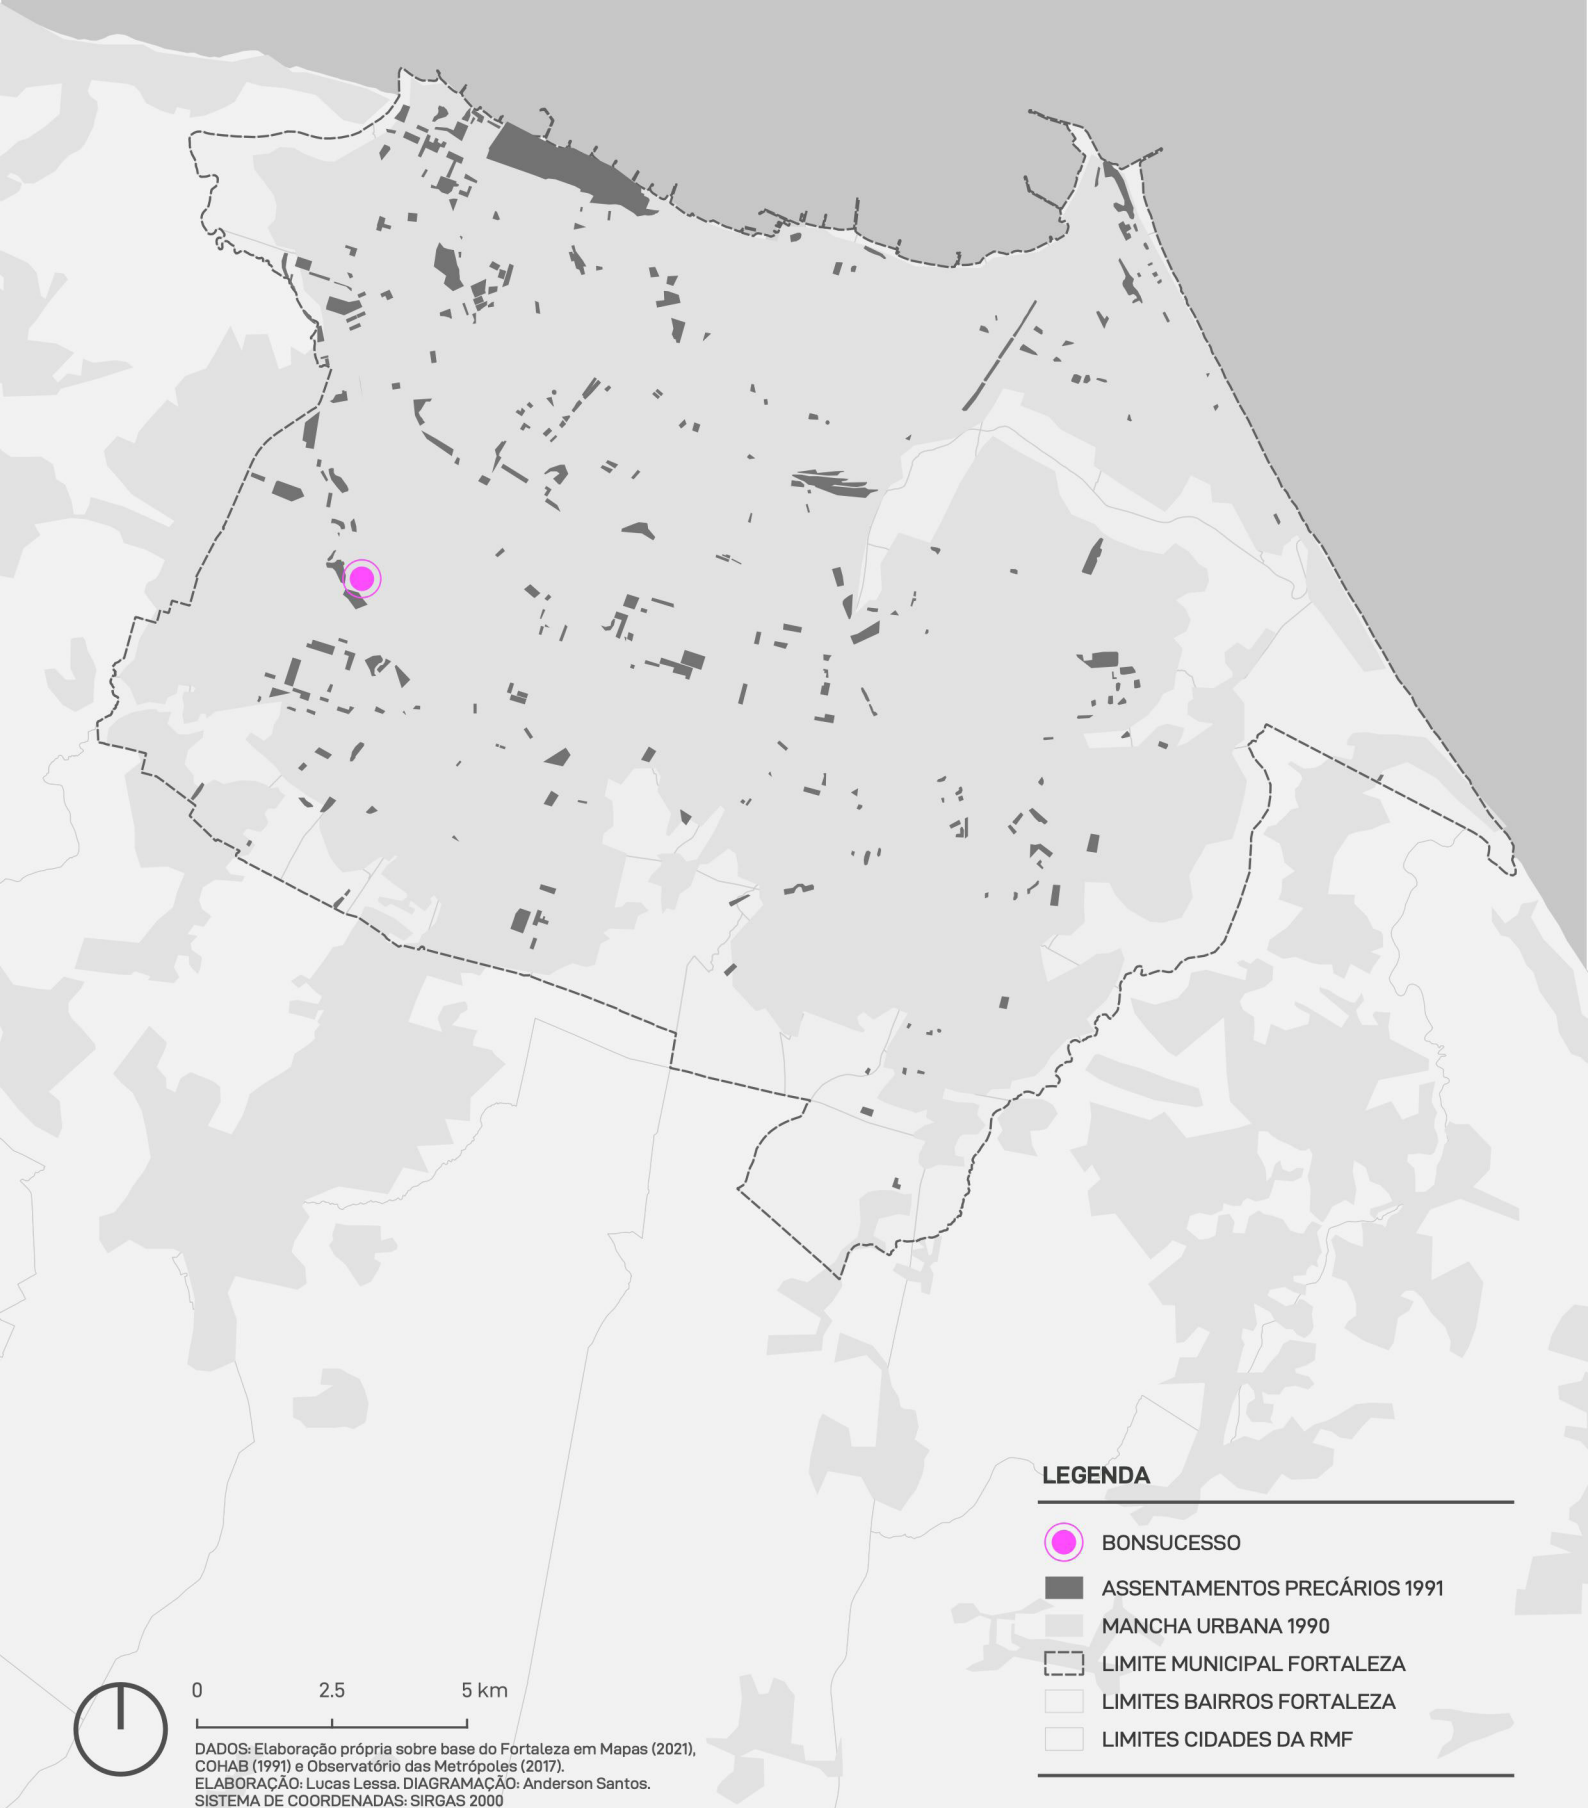 LEGENDA
BONSUCESSO
ASSENTAMENTOS PRECÁRIOS 1991
MANCHA URBANA 1990
LIMITE MUNICIPAL FORTALEZA
LIMITES BAIRROS FORTALEZA
LIMITES CIDADES DA RMF
0 2.5 5 km
DADOS: Elaboração própria sobre base do Fortaleza em Mapas (2021),
COHAB (1991) e Observatório das Metrópoles (2017).
ELABORAÇÃO: Lucas Lessa. DIAGRAMAÇÃO: Anderson Santos.
SISTEMA DE COORDENADAS: SIRGAS 2000